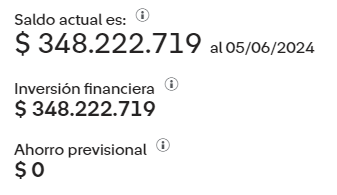 Saldo actual es:
$ 348.222.719 al 05/06/2024
Inversión financiera
$ 348.222.719
Ahorro previsional
$ 0